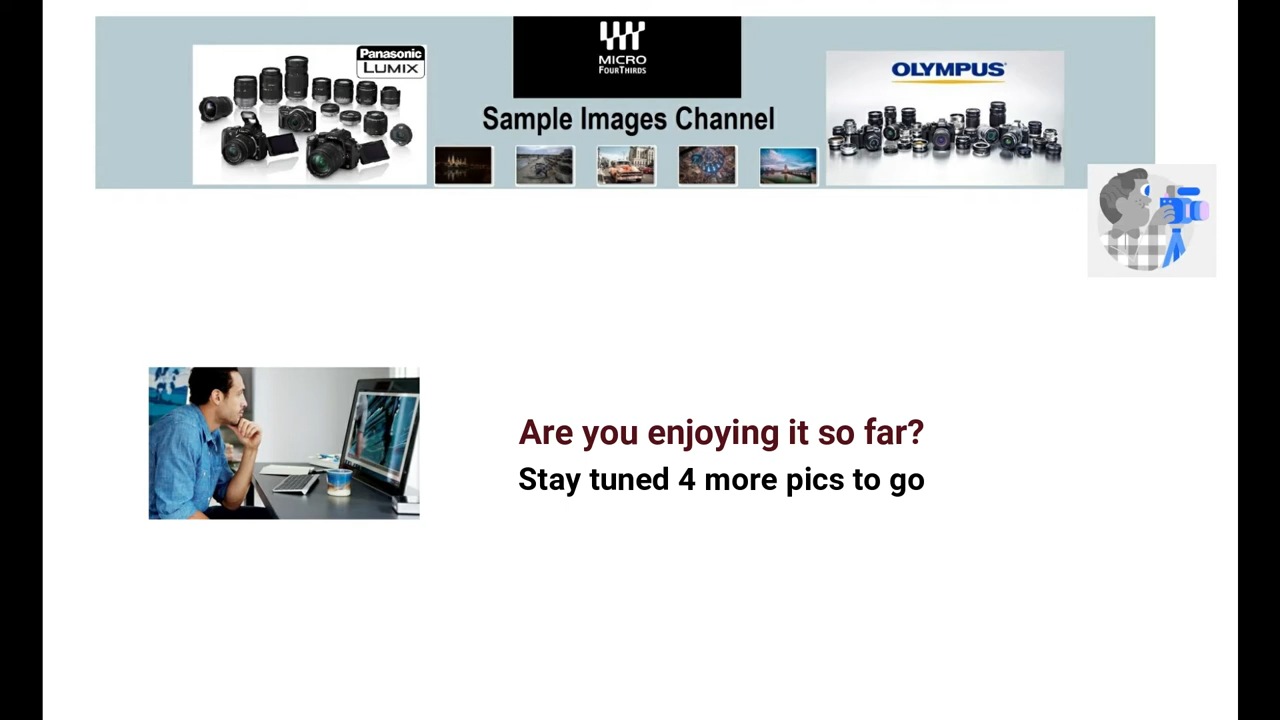 Panasonic
LUMIX
MICRO
FOURTHIRDS
OLYMPUS
Sample Images Channel
Are you enjoying it so far?
Stay tuned 4 more pics to go